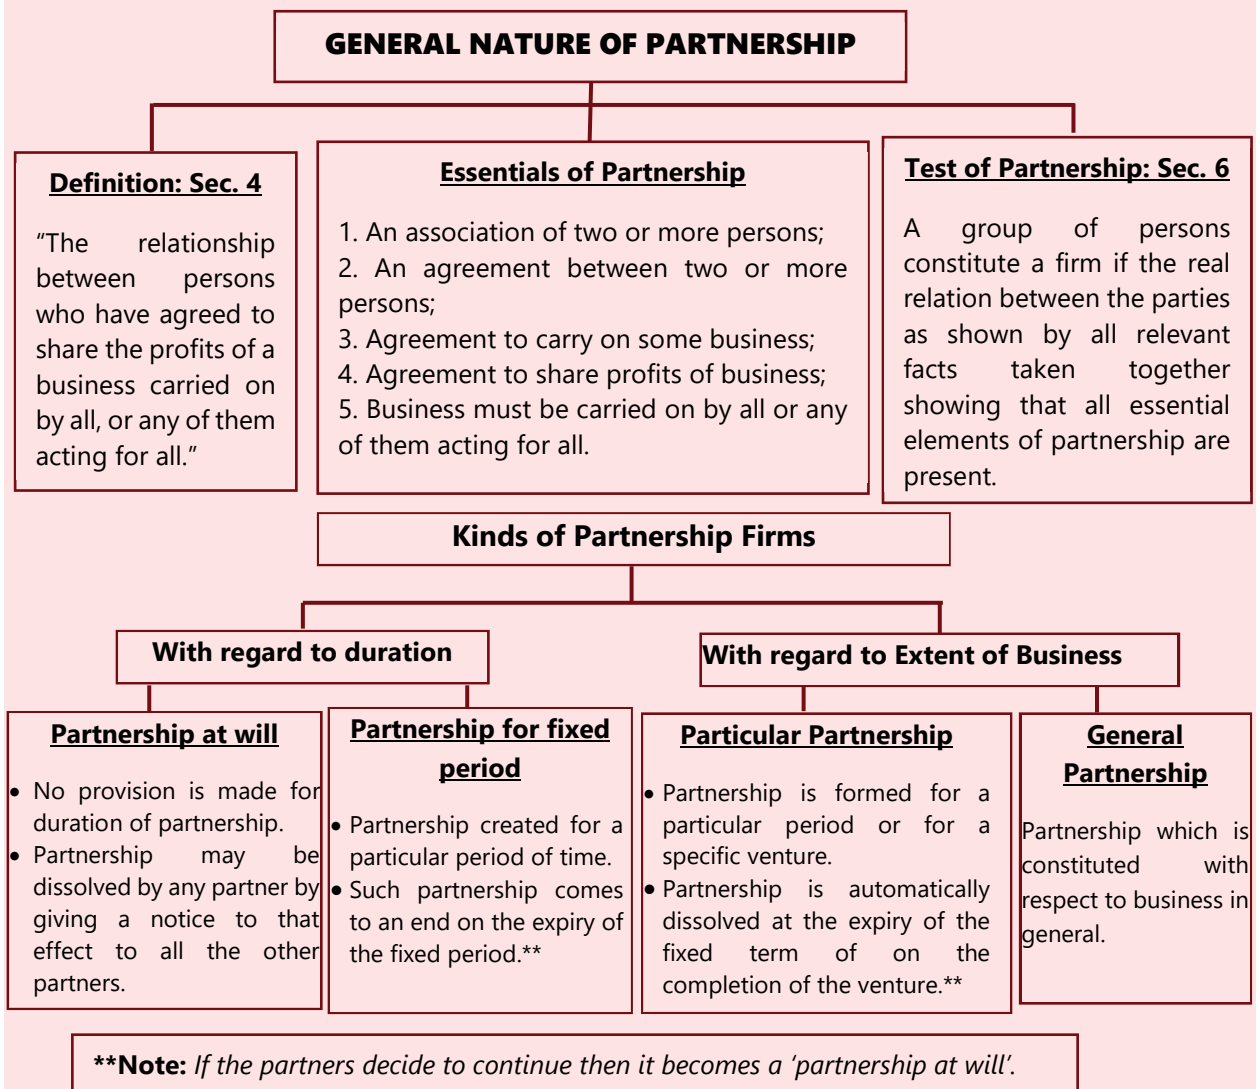 GENERAL NATURE OF PARTNERSHIP
Definition: Sec. 4
“The relationship
between persons
who have agreed to
share the profits of a
business carried on
by all, or any of them
acting for all.”
Essentials of Partnership
1. An association of two or more persons;
2. An agreement between two or more
persons;
3. Agreement to carry on some business;
4. Agreement to share profits of business;
5. Business must be carried on by all or any
of them acting for all.
Test of Partnership: Sec. 6
A group of persons
constitute a firm if the real
relation between the parties
as shown by all relevant
facts taken together
showing that all essential
elements of partnership are
present.
Kinds of Partnership Firms
With regard to duration
With regard to Extent of Business
Partnership at will
• No provision is made for
duration of partnership.
• Partnership may be
dissolved by any partner by
giving a notice to that
effect to all the other
partners.
Partnership for fixed
period
• Partnership created for a
particular period of time.
• Such partnership comes
to an end on the expiry of
the fixed period.**
Particular Partnership
• Partnership is formed for a
particular period or for a
specific venture.
• Partnership is automatically
dissolved at the expiry of the
fixed term of on the
completion of the venture.**
General
Partnership
Partnership which is
constituted with
respect to business in
general.
**Note: If the partners decide to continue then it becomes a ‘partnership at will’.